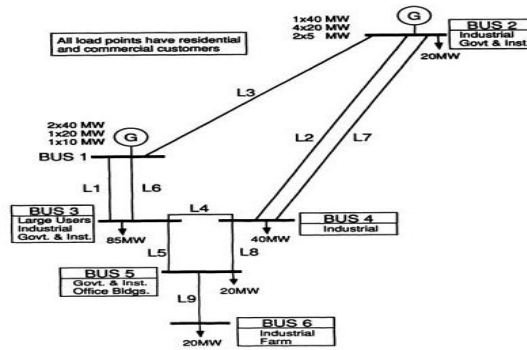 1x40 MW
4x20 MW
2x5 MW
G
BUS 2
Industrial
Govt & Inst.
20MW
All load points have residential
and commercial customers
L3
L2
L7
2x40 MW
1x20 MW
1x10 MW
G
BUS 1
L1
L6
L4
BUS 3
Large Users
Industrial
Govt. & Inst.
85MW
40MW
BUS 4
Industrial
L5
L8
BUS 5
Govt. & Inst.
Office Bldgs.
20MW
L9
20MW
BUS 6
Industrial
Farm